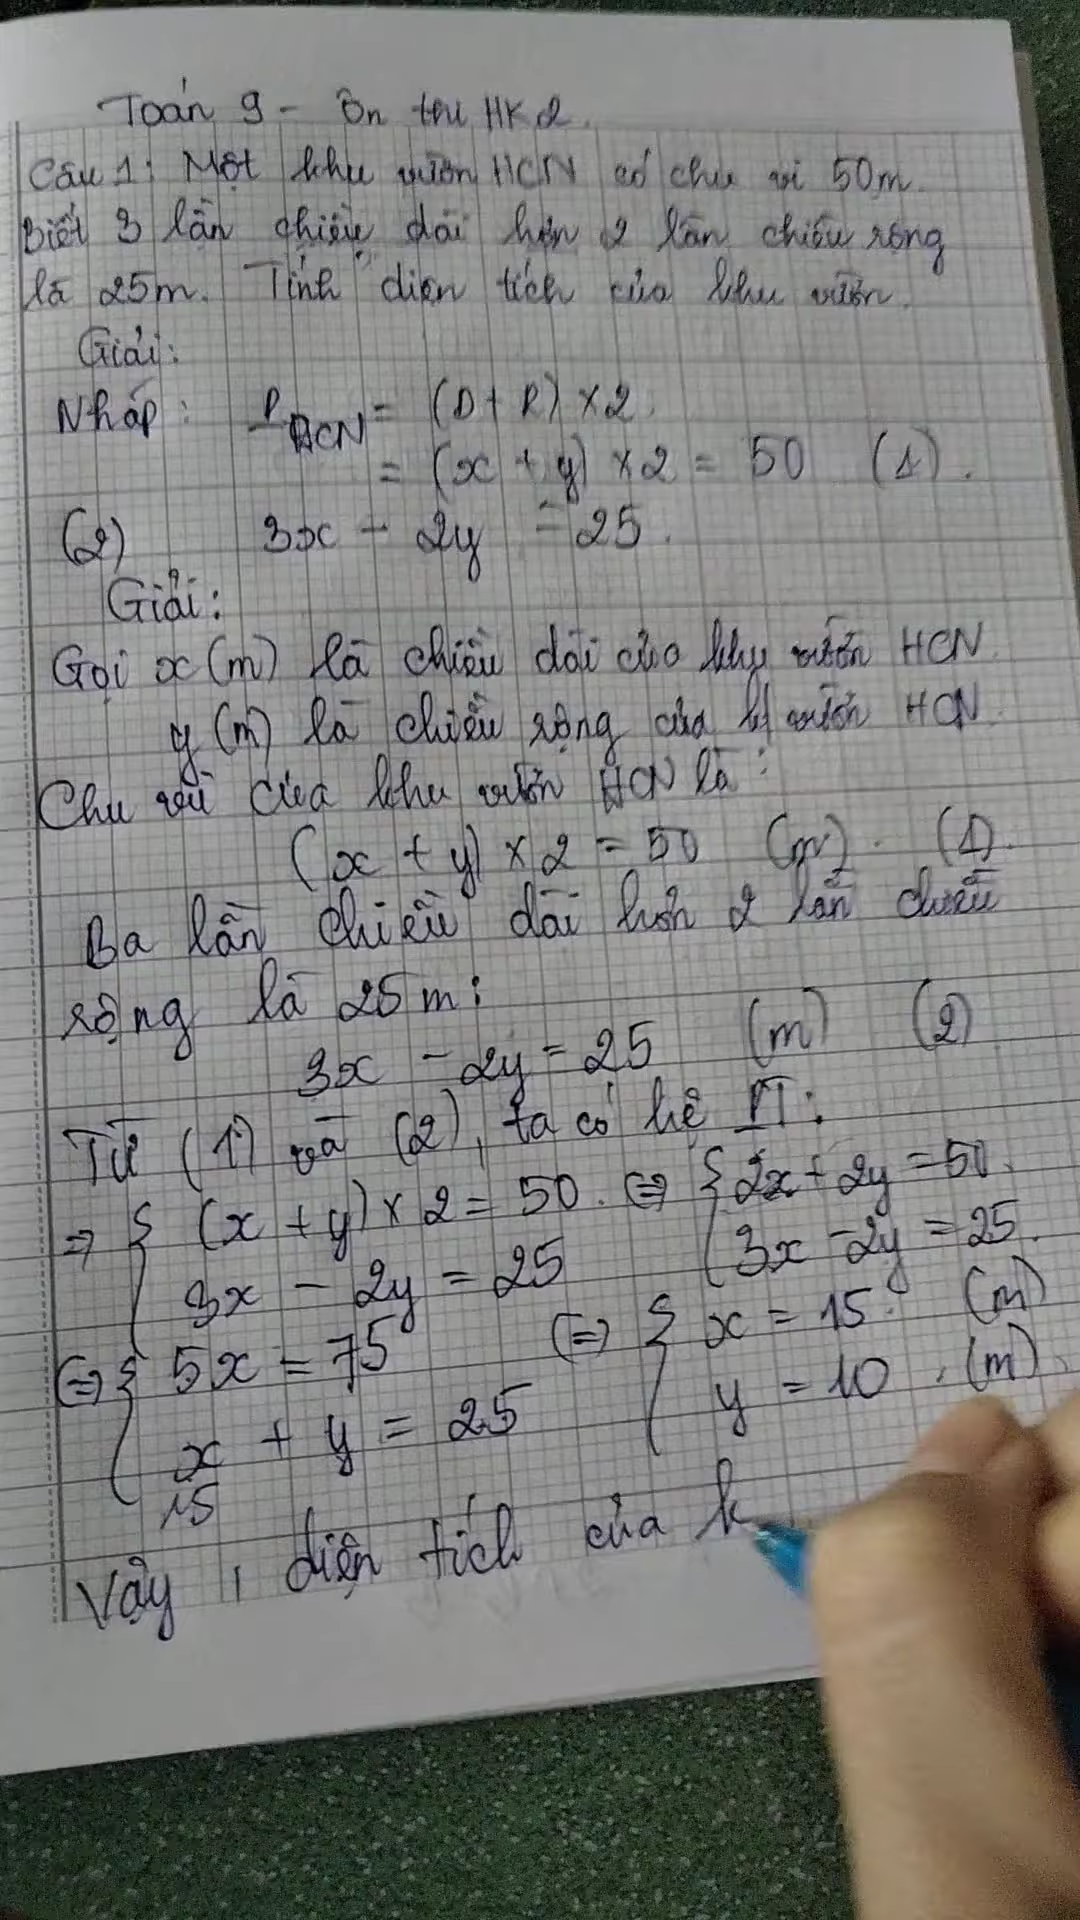 Toán 9 - Ôn thi HK2.
Câu 1: Một khu vườn HCN có chu vi 50m.
Biết 3 lần chiều dài hơn 2 lần chiều rộng
là 25m. Tính diện tích của khu vườn.
Giải:
Nháp: P HCN = (D + R) × 2.
= (x + y) × 2 = 50 (1).
(2) 3x - 2y = 25.
Giải:
Gọi x (m) là chiều dài của khu vườn HCN.
y (m) là chiều rộng của vườn HCN.
Chu vi của khu vườn HCN là:
(x + y) × 2 = 50 (m). (1).
Ba lần chiều dài hơn 2 lần chiều
rộng là 25m:
3x - 2y = 25 (m) (2)
Từ (1) và (2), ta có hệ PT:
⇒ { (x + y) × 2 = 50. ⇔ { 2x + 2y = 50.
3x - 2y = 25 3x - 2y = 25.
⇔ { 5x = 75 ⇔ { x = 15. (m)
x + y = 25 y = 10. (m).
15
Vậy, diện tích của k